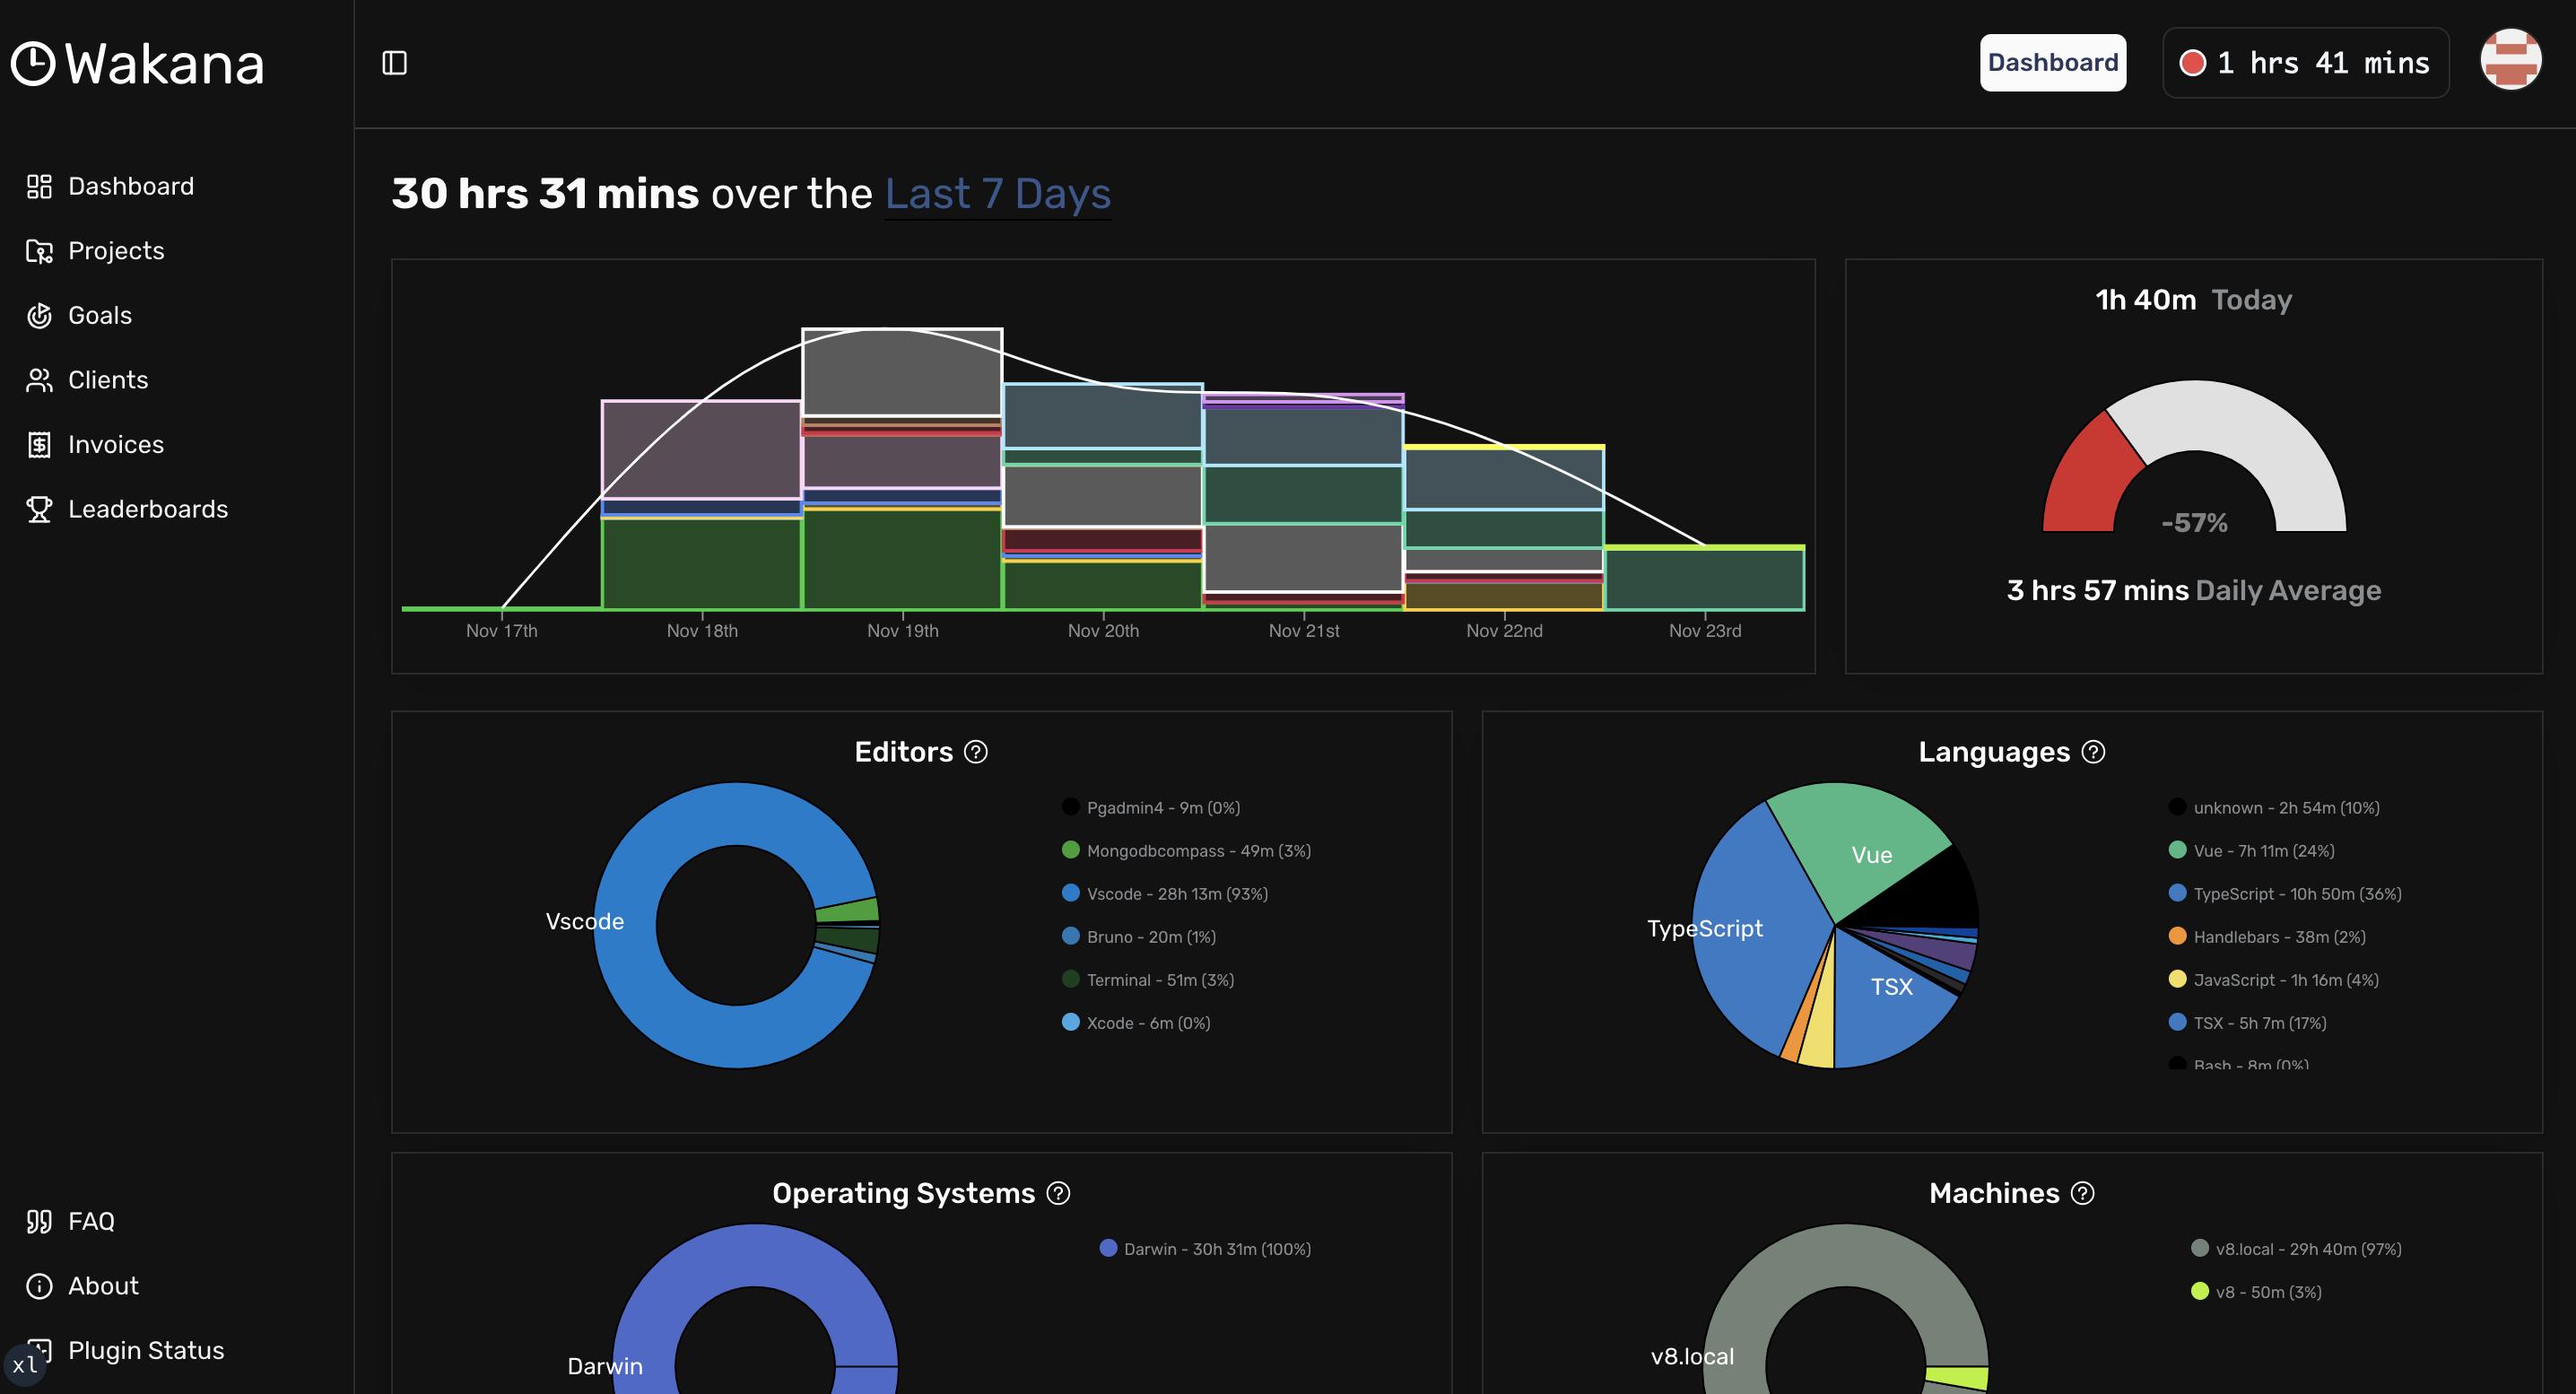 Wakana
Dashboard
Projects
Goals
Clients
Invoices
Leaderboards
FAQ
About
Plugin Status
xl
Dashboard
1 hrs 41 mins
30 hrs 31 mins over the Last 7 Days
Nov 17th
Nov 18th
Nov 19th
Nov 20th
Nov 21st
Nov 22nd
Nov 23rd
1h 40m Today
-57%
3 hrs 57 mins Daily Average
Editors
Vscode
Pgadmin4 - 9m (0%)
Mongodbcompass - 49m (3%)
Vscode - 28h 13m (93%)
Bruno - 20m (1%)
Terminal - 51m (3%)
Xcode - 6m (0%)
Languages
Vue
TypeScript
TSX
unknown - 2h 54m (10%)
Vue - 7h 11m (24%)
TypeScript - 10h 50m (36%)
Handlebars - 38m (2%)
JavaScript - 1h 16m (4%)
TSX - 5h 7m (17%)
Bash - 8m (0%)
Operating Systems
Darwin
Darwin - 30h 31m (100%)
Machines
v8.local
v8.local - 29h 40m (97%)
v8 - 50m (3%)